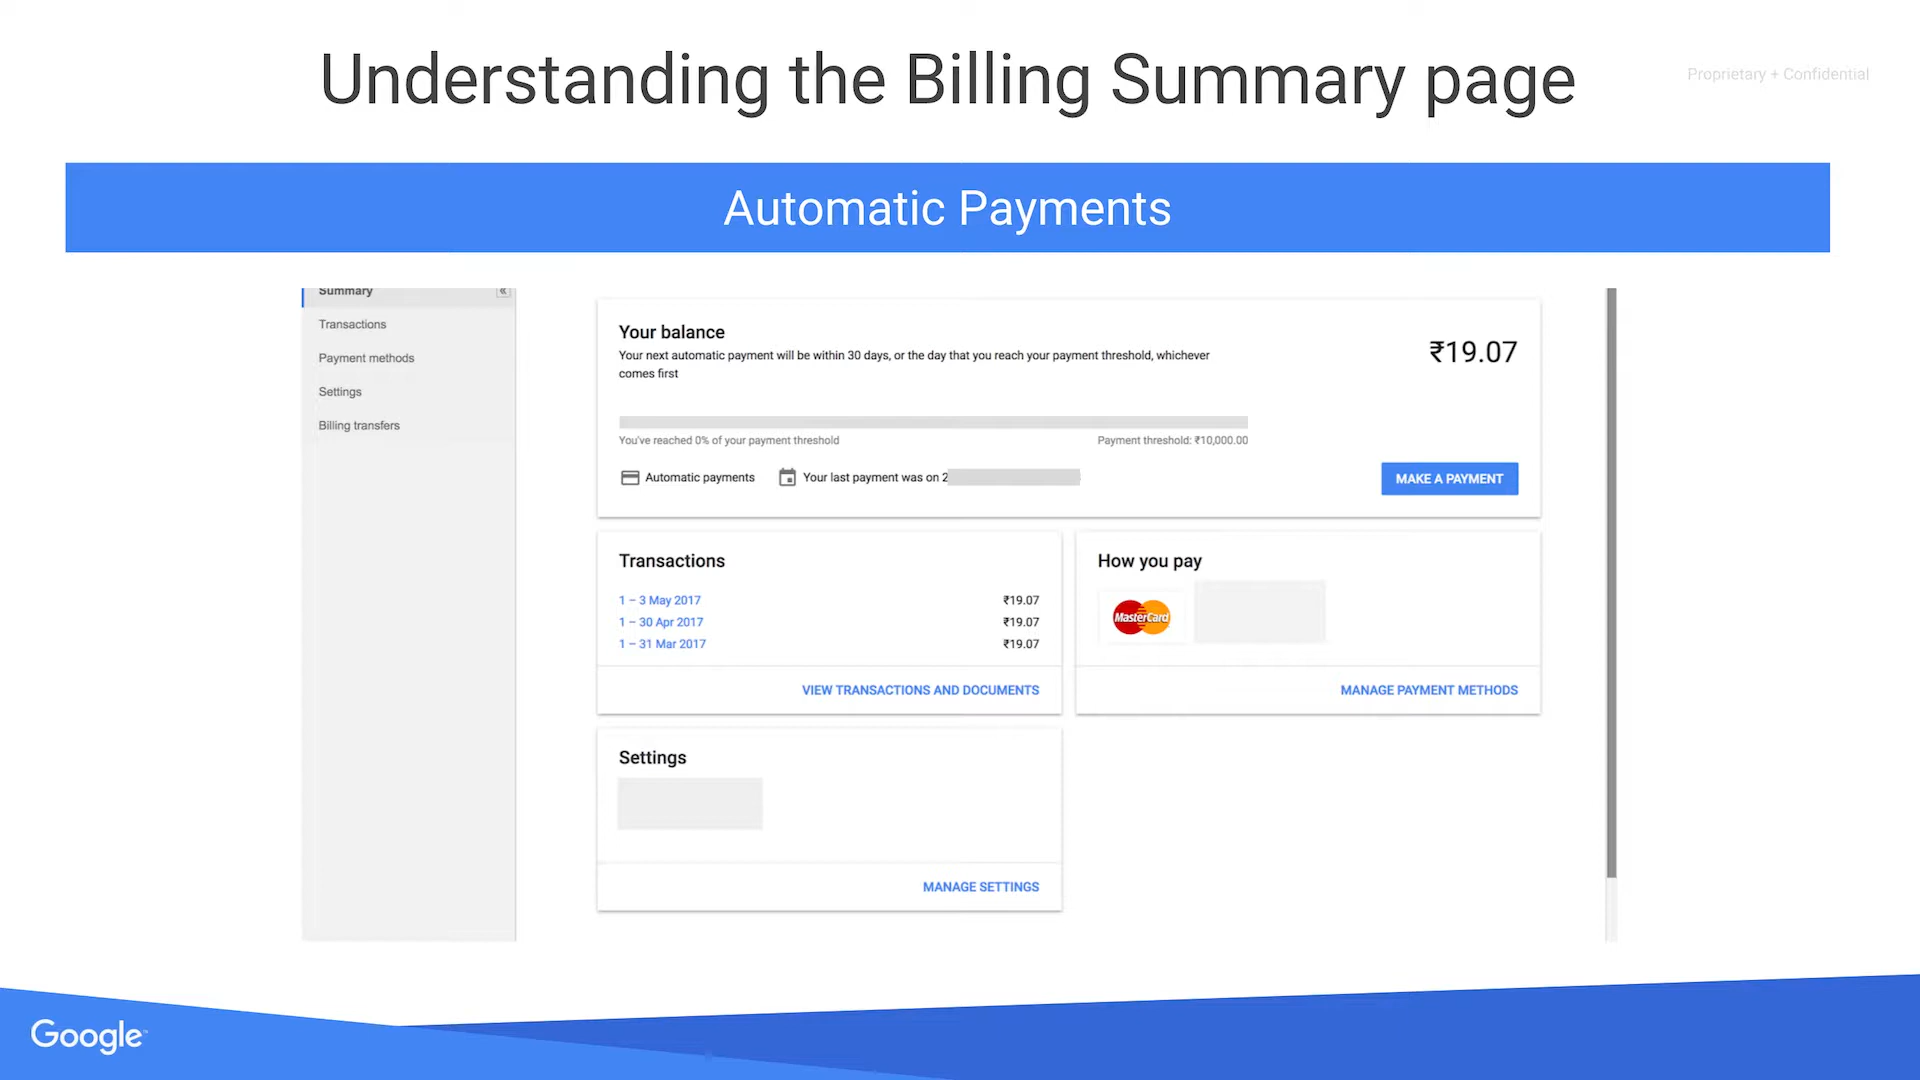 Understanding the Billing Summary page
Proprietary + Confidential
Automatic Payments
Summary
«
Transactions
Payment methods
Settings
Billing transfers
Your balance
Your next automatic payment will be within 30 days, or the day that you reach your payment threshold, whichever
comes first
₹19.07
You've reached 0% of your payment threshold
Payment threshold: ₹10,000.00
Automatic payments
Your last payment was on 2
MAKE A PAYMENT
Transactions
1 – 3 May 2017 ₹19.07
1 – 30 Apr 2017 ₹19.07
1 – 31 Mar 2017 ₹19.07
VIEW TRANSACTIONS AND DOCUMENTS
How you pay
MasterCard
MANAGE PAYMENT METHODS
Settings
MANAGE SETTINGS
Google